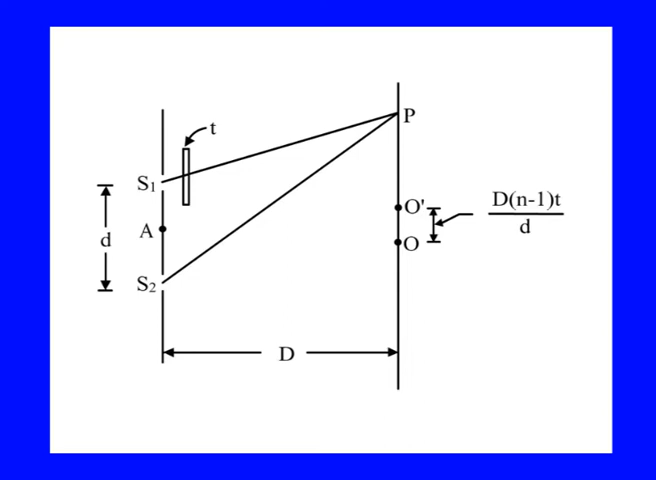 t
P
S₁
O'
D(n-1)t
d
A
d
O
S₂
D